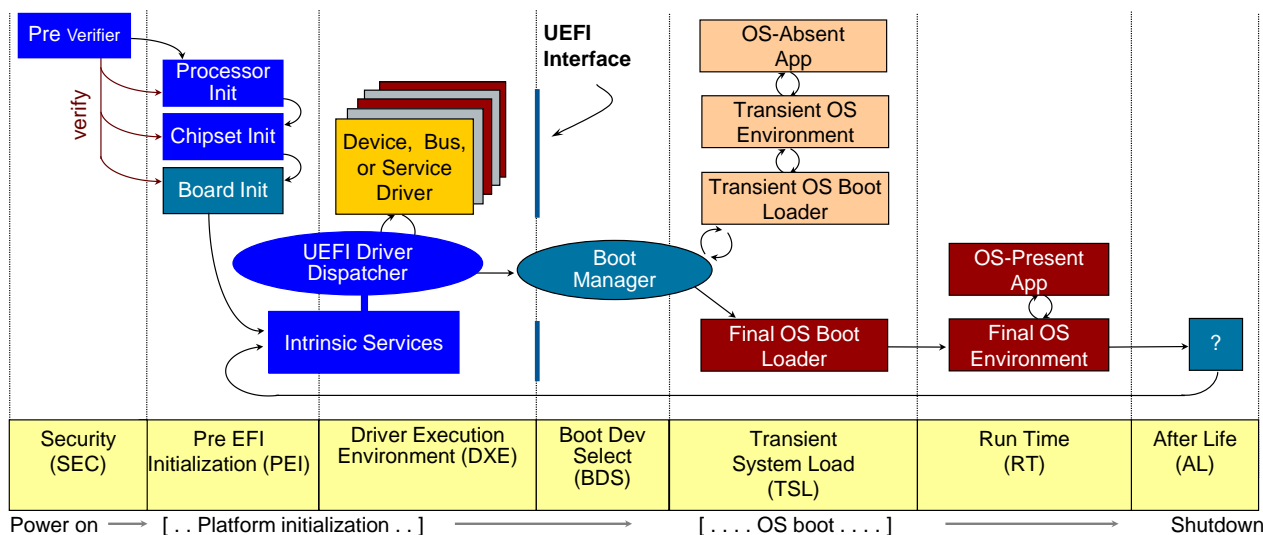 Pre Verifier
verify
Processor
Init
Chipset Init
Board Init
Device, Bus,
or Service
Driver
UEFI Driver
Dispatcher
Intrinsic Services
UEFI
Interface
Boot
Manager
OS-Absent
App
Transient OS
Environment
Transient OS Boot
Loader
Final OS Boot
Loader
OS-Present
App
Final OS
Environment
?
Security
(SEC)
Pre EFI
Initialization (PEI)
Driver Execution
Environment (DXE)
Boot Dev
Select
(BDS)
Transient
System Load
(TSL)
Run Time
(RT)
After Life
(AL)
Power on
[ . . Platform initialization . . ]
[ . . . . OS boot . . . . ]
Shutdown